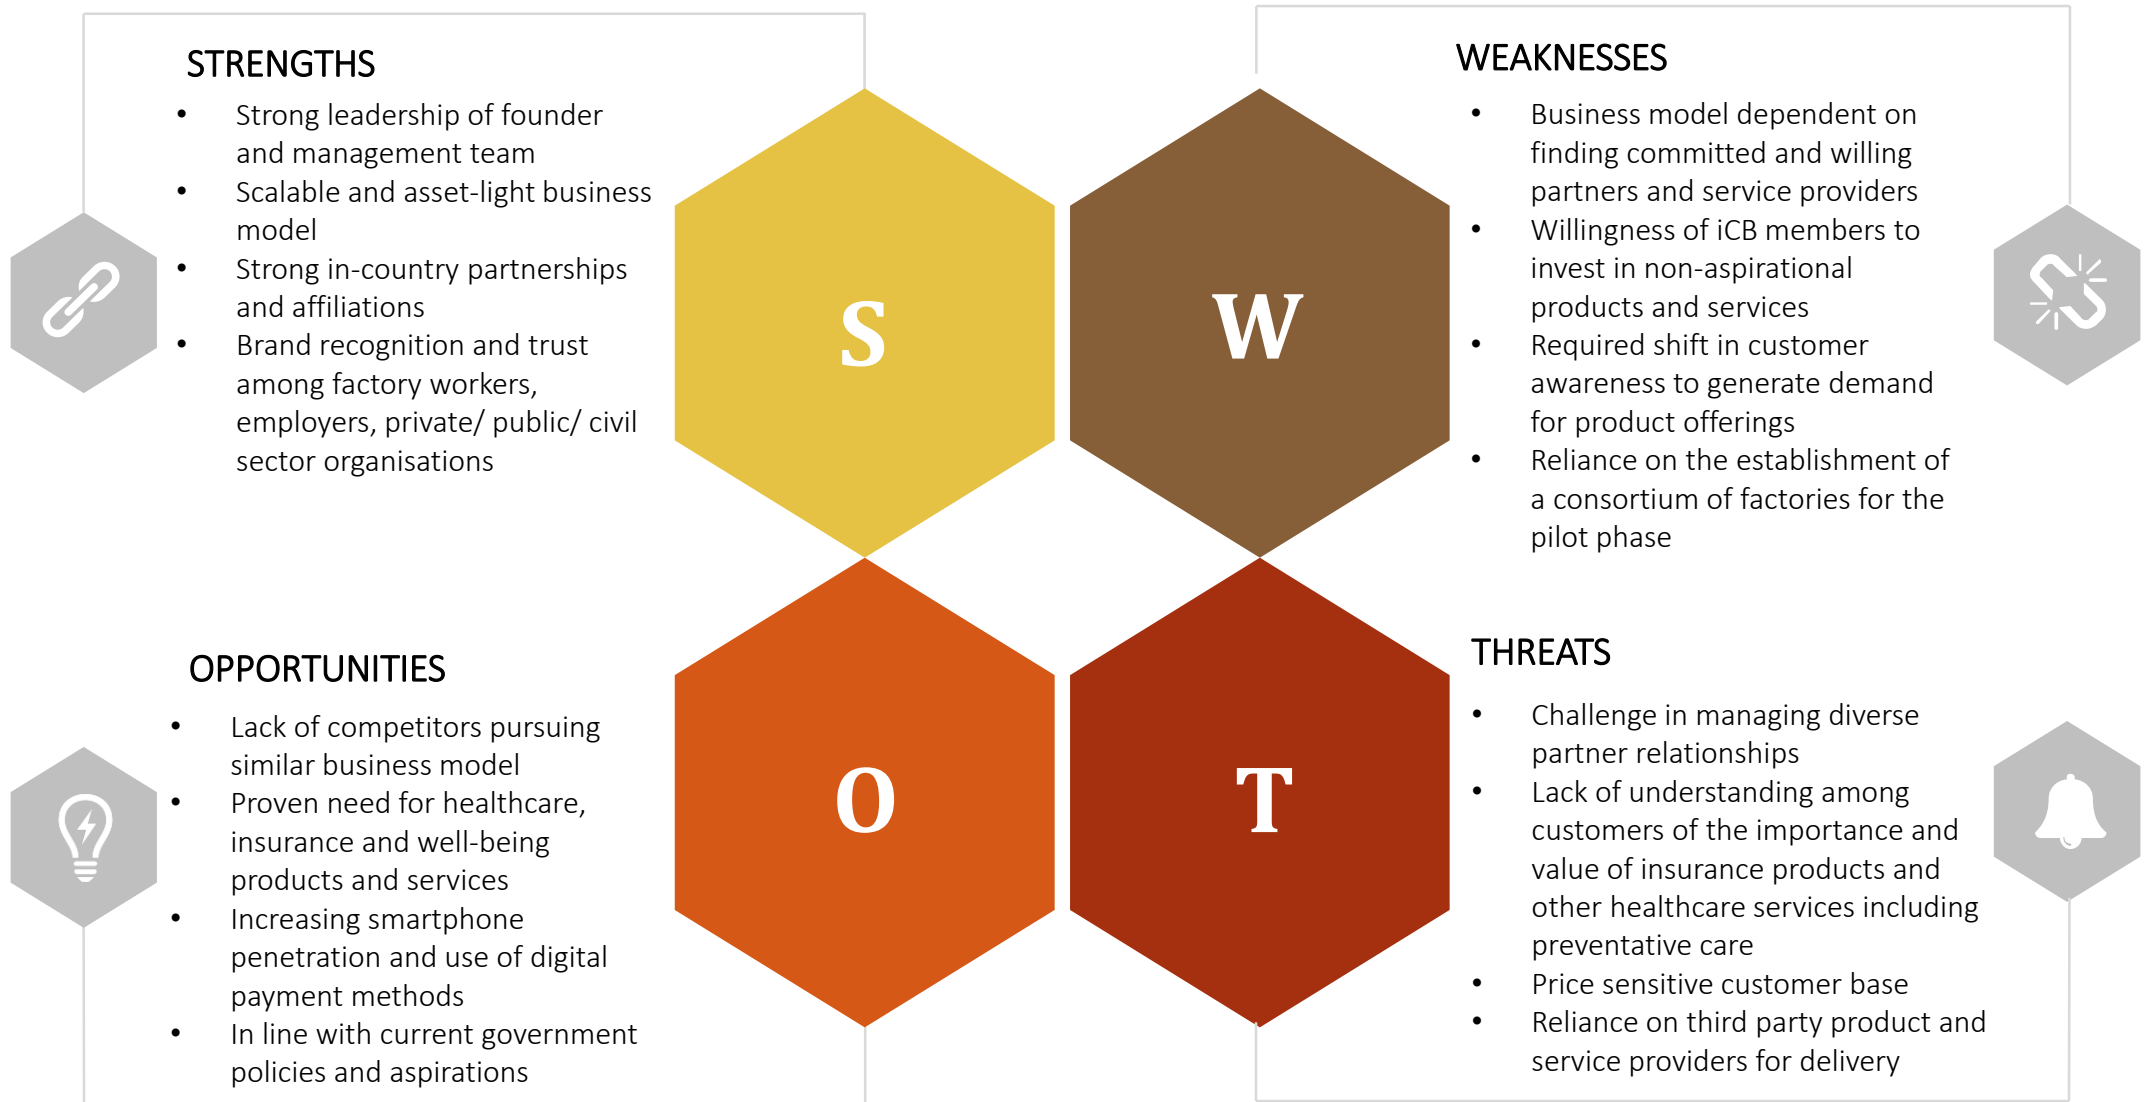 STRENGTHS
• Strong leadership of founder
and management team
• Scalable and asset-light business
model
• Strong in-country partnerships
and affiliations
• Brand recognition and trust
among factory workers,
employers, private/ public/ civil
sector organisations
S
W
WEAKNESSES
• Business model dependent on
finding committed and willing
partners and service providers
• Willingness of iCB members to
invest in non-aspirational
products and services
• Required shift in customer
awareness to generate demand
for product offerings
• Reliance on the establishment of
a consortium of factories for the
pilot phase
OPPORTUNITIES
• Lack of competitors pursuing
similar business model
• Proven need for healthcare,
insurance and well-being
products and services
• Increasing smartphone
penetration and use of digital
payment methods
• In line with current government
policies and aspirations
O
T
THREATS
• Challenge in managing diverse
partner relationships
• Lack of understanding among
customers of the importance and
value of insurance products and
other healthcare services including
preventative care
• Price sensitive customer base
• Reliance on third party product and
service providers for delivery